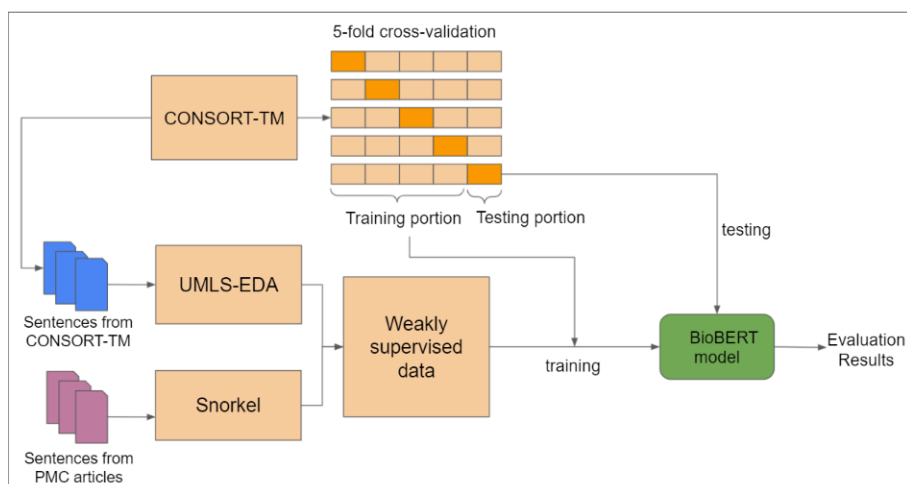 5-fold cross-validation
CONSORT-TM
Training portion
Testing portion
testing
UMLS-EDA
Sentences from
CONSORT-TM
Weakly
supervised
data
training
BioBERT
model
Evaluation
Results
Snorkel
Sentences from
PMC articles